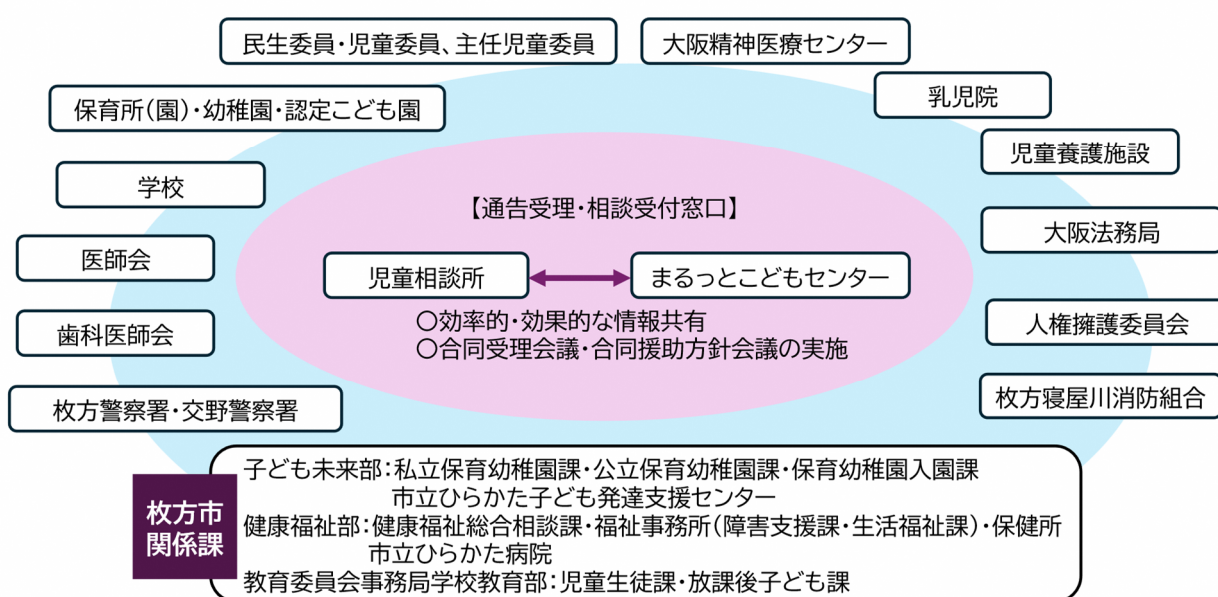 民生委員・児童委員、主任児童委員
大阪精神医療センター
保育所(園)・幼稚園・認定こども園
乳児院
学校
児童養護施設
医師会
大阪法務局
歯科医師会
人権擁護委員会
枚方警察署・交野警察署
枚方寝屋川消防組合
【通告受理・相談受付窓口】
児童相談所
まるっとこどもセンター
〇効率的・効果的な情報共有
〇合同受理会議・合同援助方針会議の実施
枚方市
関係課
子ども未来部:私立保育幼稚園課・公立保育幼稚園課・保育幼稚園入園課
市立ひらかた子ども発達支援センター
健康福祉部:健康福祉総合相談課・福祉事務所(障害支援課・生活福祉課)・保健所
市立ひらかた病院
教育委員会事務局学校教育部:児童生徒課・放課後子ども課